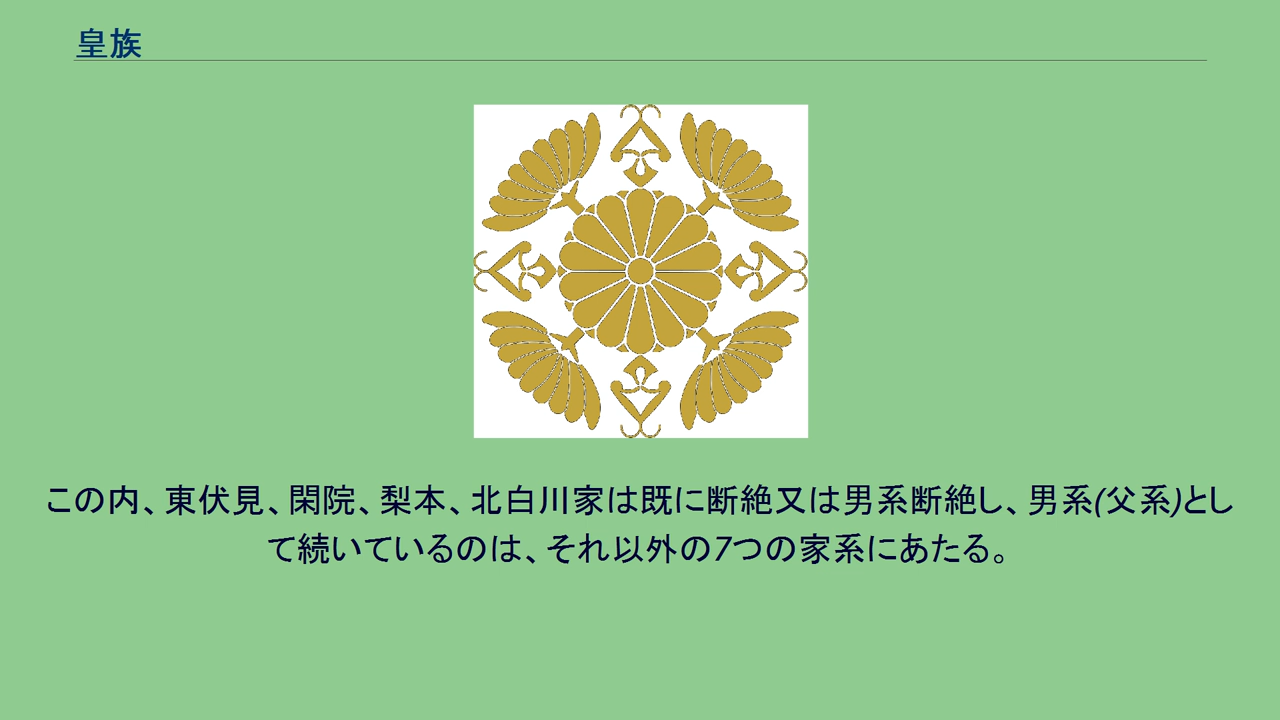 皇族
この内、東伏見、閑院、梨本、北白川家は既に断絶又は男系断絶し、男系(父系)とし
て続いているのは、それ以外の7つの家系にあたる。